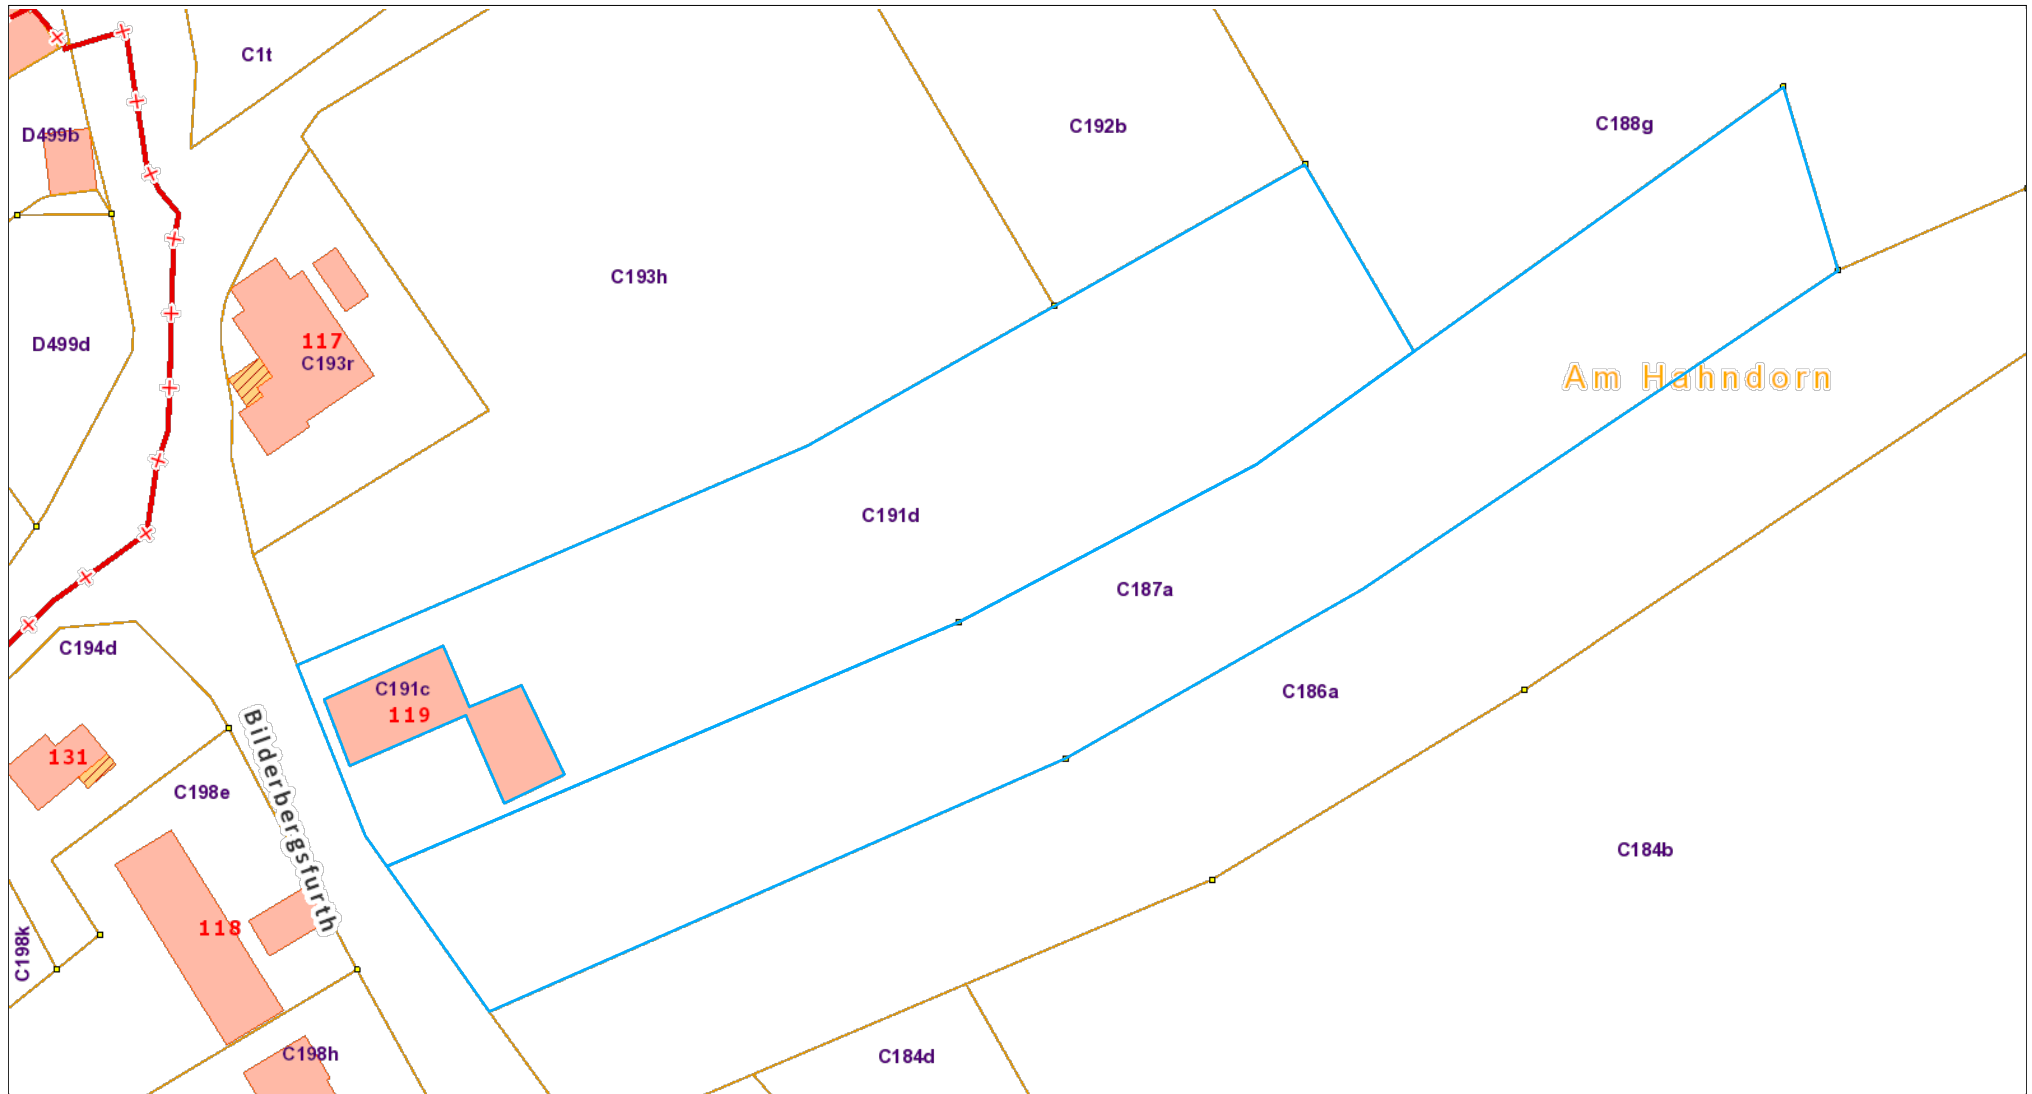 C1t
C192b
C188g
D499b
C193h
117
C193r
D499d
Am Hahndorn
C191d
C187a
C194d
C191c
119
C186a
131
C198e
Bilderbergsfurth
C184b
118
C198k
C198h
C184d